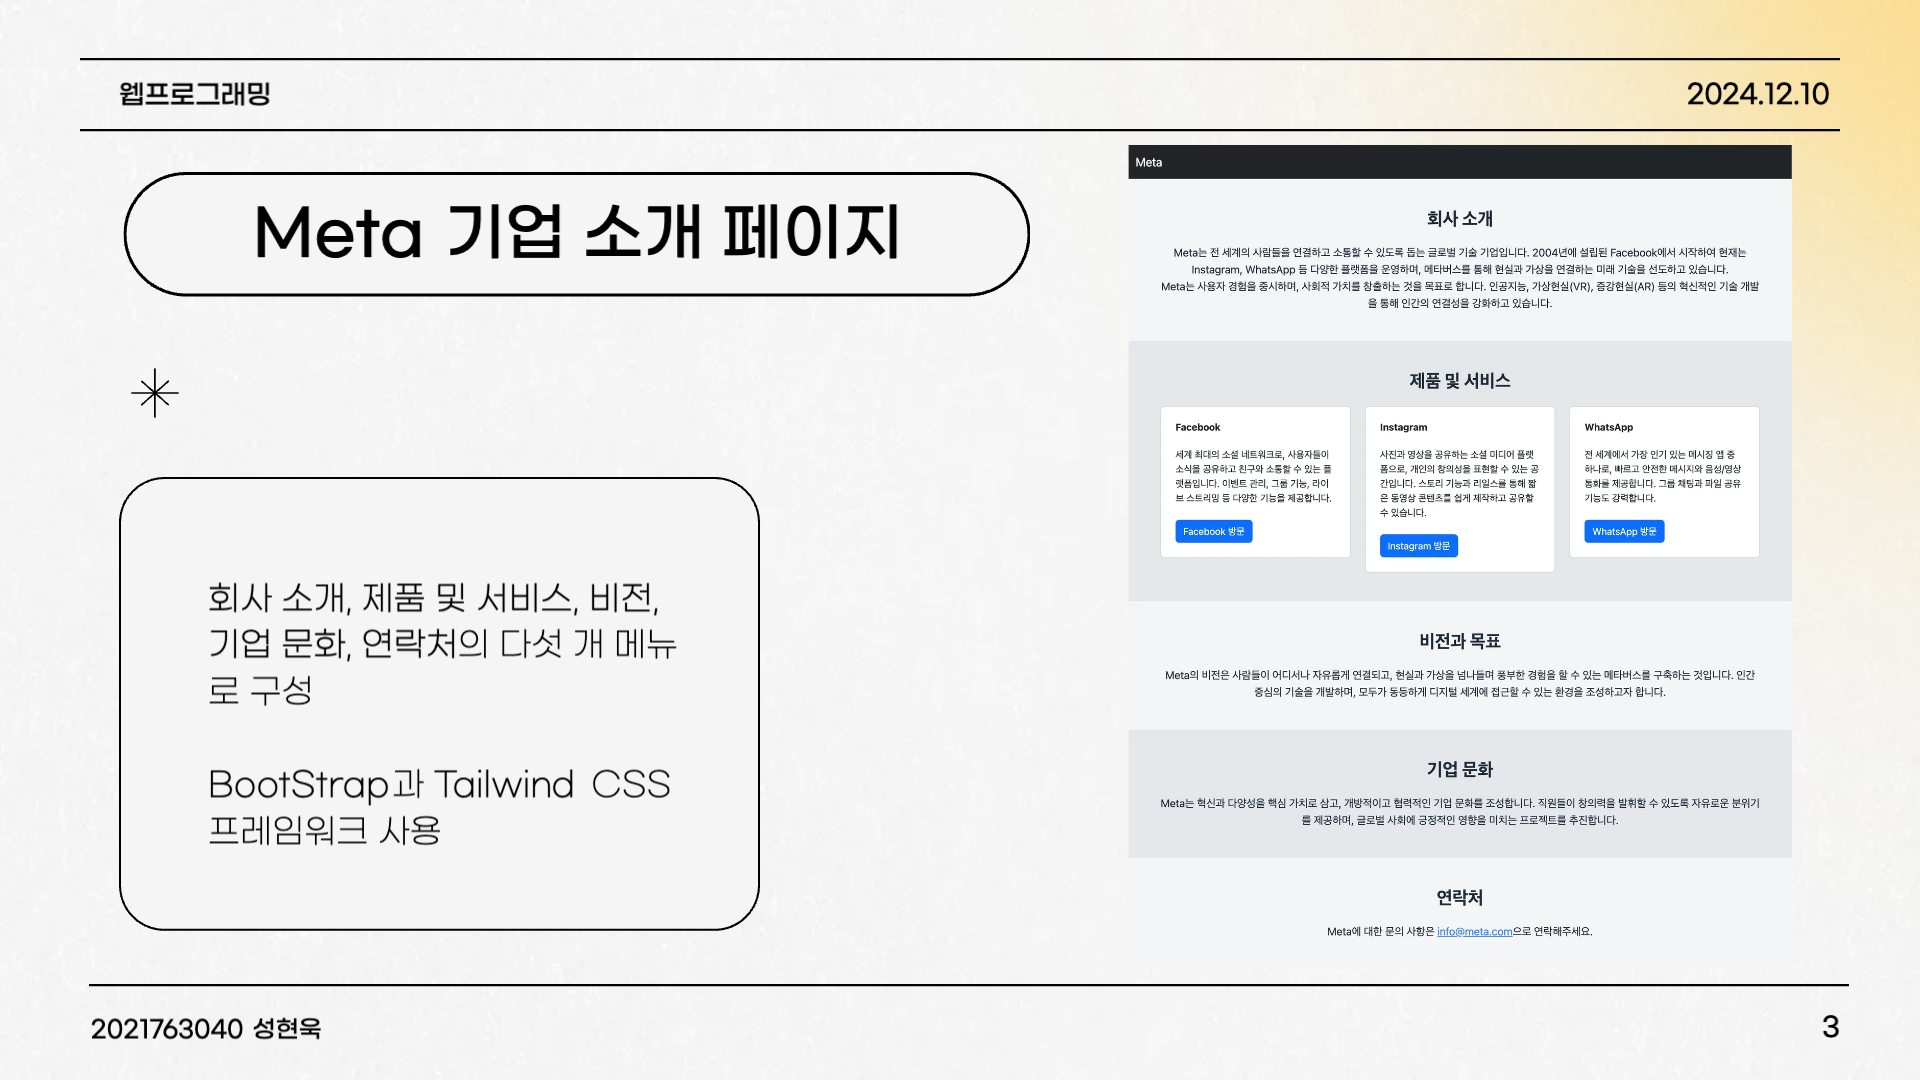 웹프로그래밍
2024.12.10
Meta 기업 소개 페이지
회사 소개, 제품 및 서비스, 비전,
기업 문화, 연락처의 다섯 개 메뉴
로 구성
BootStrap과 Tailwind CSS
프레임워크 사용
Meta
회사 소개
Meta는 전 세계의 사람들을 연결하고 소통할 수 있도록 돕는 글로벌 기술 기업입니다. 2004년에 설립된 Facebook에서 시작하여 현재는
Instagram, WhatsApp 등 다양한 플랫폼을 운영하며, 메타버스를 통해 현실과 가상을 연결하는 미래 기술을 선도하고 있습니다.
Meta는 사용자 경험을 중시하며, 사회적 가치를 창출하는 것을 목표로 합니다. 인공지능, 가상현실(VR), 증강현실(AR) 등의 혁신적인 기술 개발
을 통해 인간의 연결성을 강화하고 있습니다.
제품 및 서비스
Facebook
세계 최대의 소셜 네트워크로, 사용자들이
소식을 공유하고 친구와 소통할 수 있는 플
랫폼입니다. 이벤트 관리, 그룹 기능, 라이
브 스트리밍 등 다양한 기능을 제공합니다.
Facebook 방문
Instagram
사진과 영상을 공유하는 소셜 미디어 플랫
폼으로, 개인의 창의성을 표현할 수 있는 공
간입니다. 스토리 기능과 리일스를 통해 짧
은 동영상 콘텐츠를 쉽게 제작하고 공유할
수 있습니다.
Instagram 방문
WhatsApp
전 세계에서 가장 인기 있는 메시징 앱 중
하나로, 빠르고 안전한 메시지와 음성/영상
통화를 제공합니다. 그룹 채팅과 파일 공유
기능도 강력합니다.
WhatsApp 방문
비전과 목표
Meta의 비전은 사람들이 어디서나 자유롭게 연결되고, 현실과 가상을 넘나들며 풍부한 경험을 할 수 있는 메타버스를 구축하는 것입니다. 인간
중심의 기술을 개발하며, 모두가 동등하게 디지털 세계에 접근할 수 있는 환경을 조성하고자 합니다.
기업 문화
Meta는 혁신과 다양성을 핵심 가치로 삼고, 개방적이고 협력적인 기업 문화를 조성합니다. 직원들이 창의력을 발휘할 수 있도록 자유로운 분위기
를 제공하며, 글로벌 사회에 긍정적인 영향을 미치는 프로젝트를 추진합니다.
연락처
Meta에 대한 문의 사항은 info@meta.com으로 연락해주세요.
2021763040 성현욱
3